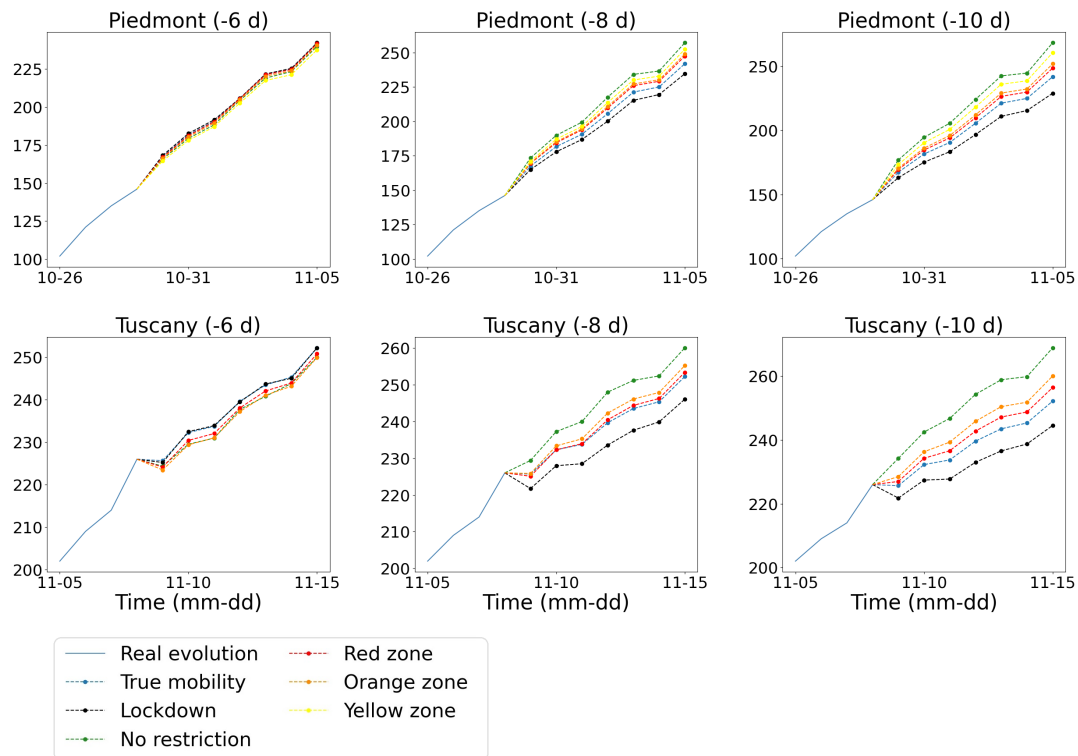 Piedmont (-6 d) Piedmont (-8 d) Piedmont (-10 d)
225 250 250
200 225
175 200 200
150 175
125 150 150
100 125
100 100
10-26 10-31 11-05 10-26 10-31 11-05 10-26 10-31 11-05
Tuscany (-6 d) Tuscany (-8 d) Tuscany (-10 d)
250 260 260
240 250
230 240 240
220 230
210 220 220
200 210
200 200
11-05 11-10 11-15 11-05 11-10 11-15 11-05 11-10 11-15
Time (mm-dd) Time (mm-dd) Time (mm-dd)
Real evolution Red zone
True mobility Orange zone
Lockdown Yellow zone
No restriction